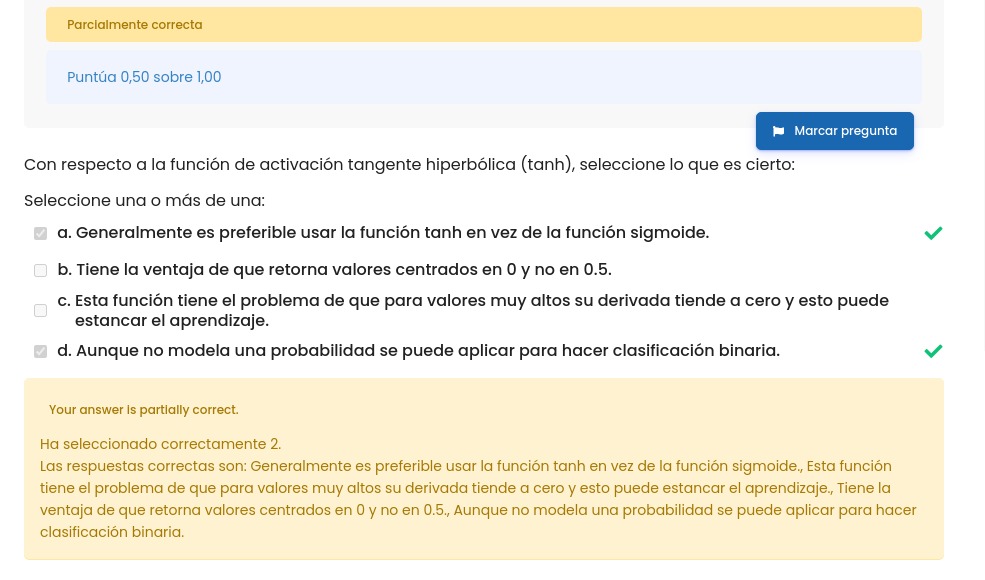 Parcialmente correcta
Puntúa 0,50 sobre 1,00
Marcar pregunta
Con respecto a la función de activación tangente hiperbólica (tanh), seleccione lo que es cierto:
Seleccione una o más de una:
a. Generalmente es preferible usar la función tanh en vez de la función sigmoide.
b. Tiene la ventaja de que retorna valores centrados en 0 y no en 0.5.
c. Esta función tiene el problema de que para valores muy altos su derivada tiende a cero y esto puede
estancar el aprendizaje.
d. Aunque no modela una probabilidad se puede aplicar para hacer clasificación binaria.
Your answer is partially correct.
Ha seleccionado correctamente 2.
Las respuestas correctas son: Generalmente es preferible usar la función tanh en vez de la función sigmoide., Esta función
tiene el problema de que para valores muy altos su derivada tiende a cero y esto puede estancar el aprendizaje., Tiene la
ventaja de que retorna valores centrados en 0 y no en 0.5., Aunque no modela una probabilidad se puede aplicar para hacer
clasificación binaria.